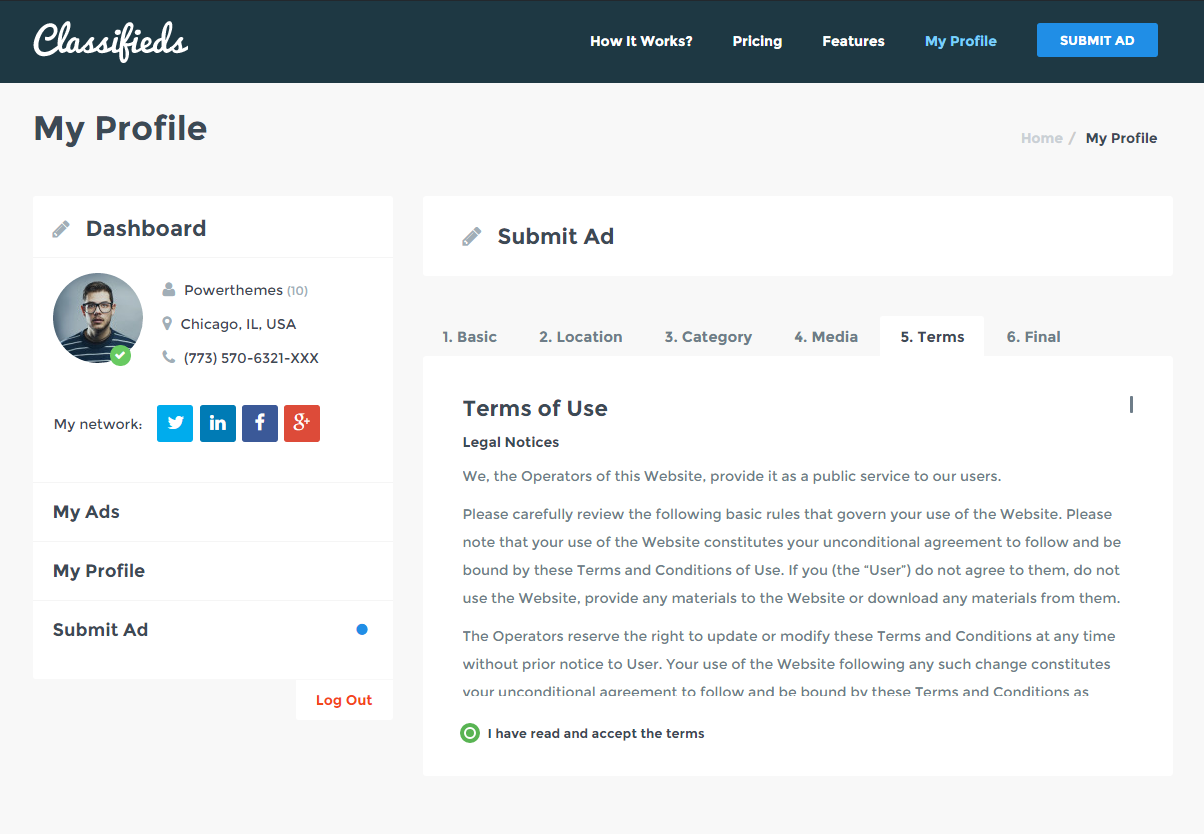 Classifieds
How It Works?
Pricing
Features
My Profile
SUBMIT AD
My Profile
Home / My Profile
Dashboard
Powerthemes (10)
Chicago, IL, USA
(773) 570-6321-XXX
My network:
in
f
g+
My Ads
My Profile
Submit Ad
Log Out
Submit Ad
1. Basic
2. Location
3. Category
4. Media
5. Terms
6. Final
Terms of Use
Legal Notices
We, the Operators of this Website, provide it as a public service to our users.
Please carefully review the following basic rules that govern your use of the Website. Please
note that your use of the Website constitutes your unconditional agreement to follow and be
bound by these Terms and Conditions of Use. If you (the “User”) do not agree to them, do not
use the Website, provide any materials to the Website or download any materials from them.
The Operators reserve the right to update or modify these Terms and Conditions at any time
without prior notice to User. Your use of the Website following any such change constitutes
your unconditional agreement to follow and be bound by these Terms and Conditions as
I have read and accept the terms